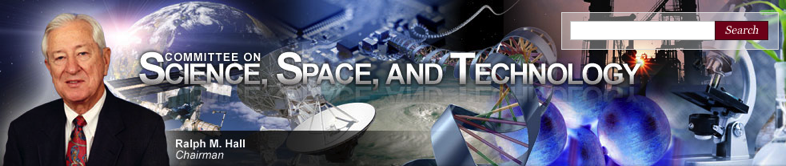 COMMITTEE ON
SCIENCE, SPACE, AND TECHNOLOGY
Search
Ralph M. Hall
Chairman